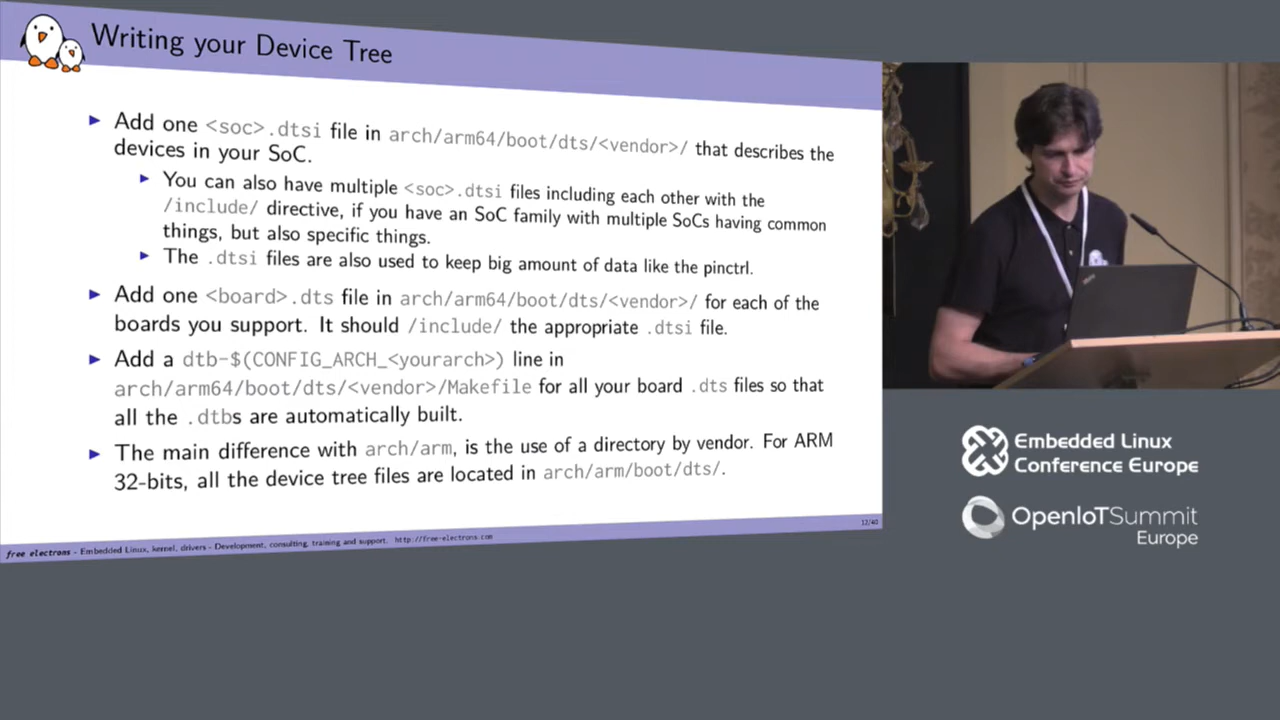 Writing your Device Tree
▶ Add one <soc>.dtsi file in arch/arm64/boot/dts/<vendor>/ that describes the
devices in your SoC.
▶ You can also have multiple <soc>.dtsi files including each other with the
/include/ directive, if you have an SoC family with multiple SoCs having common
things, but also specific things.
▶ The .dtsi files are also used to keep big amount of data like the pinctrl.
▶ Add one <board>.dts file in arch/arm64/boot/dts/<vendor>/ for each of the
boards you support. It should /include/ the appropriate .dtsi file.
▶ Add a dtb-$(CONFIG_ARCH_<yourarch>) line in
arch/arm64/boot/dts/<vendor>/Makefile for all your board .dts files so that
all the .dtbs are automatically built.
▶ The main difference with arch/arm, is the use of a directory by vendor. For ARM
32-bits, all the device tree files are located in arch/arm/boot/dts/.
free electrons - Embedded Linux, kernel, drivers - Development, consulting, training and support. http://free-electrons.com
12/40
Embedded Linux
Conference Europe
OpenIoTSummit
Europe